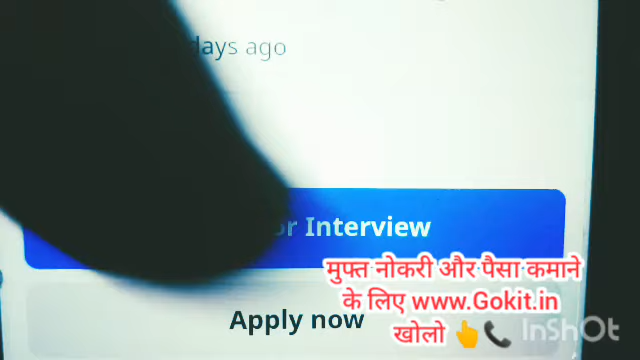 days ago
or Interview
मुफ्त नोकरी और पैसा कमाने
के लिए www.Gokit.in
खोलो 👆📞
Apply now
InShOt